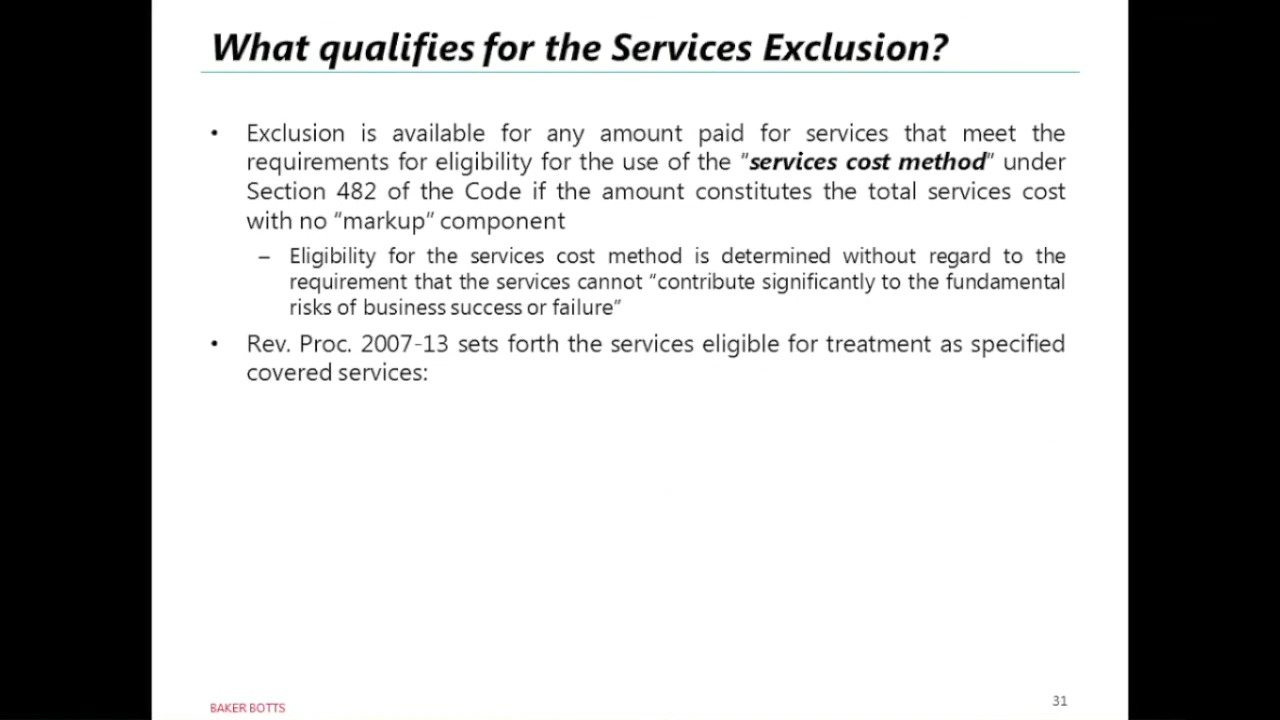 What qualifies for the Services Exclusion?
• Exclusion is available for any amount paid for services that meet the
requirements for eligibility for the use of the "services cost method" under
Section 482 of the Code if the amount constitutes the total services cost
with no “markup” component
– Eligibility for the services cost method is determined without regard to the
requirement that the services cannot “contribute significantly to the fundamental
risks of business success or failure”
• Rev. Proc. 2007-13 sets forth the services eligible for treatment as specified
covered services:
BAKER BOTTS
31